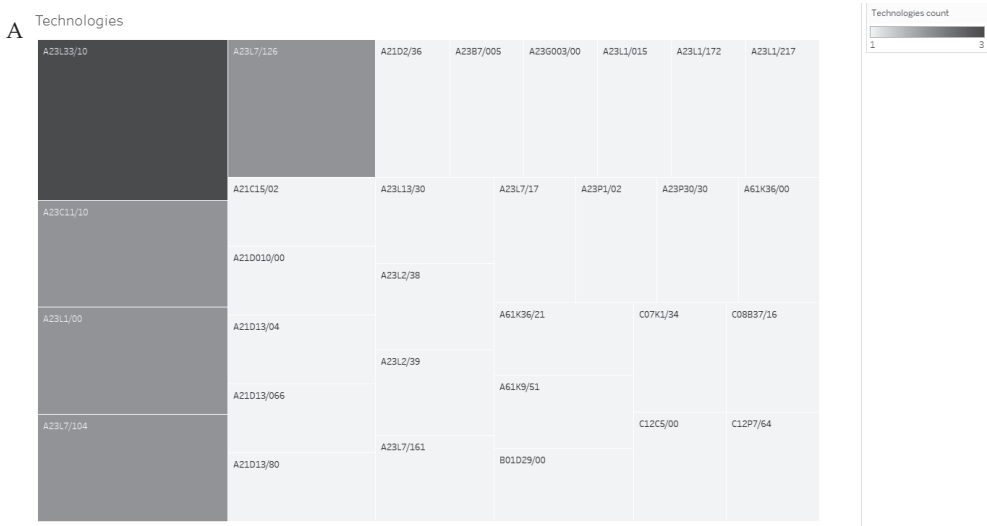 A
Technologies
Technologies count
1 3
A23L33/10
A23C11/10
A23L1/00
A23L7/104
A23L7/126
A21C15/02
A21D010/00
A21D13/04
A21D13/066
A21D13/80
A21D2/36
A23B7/005
A23G003/00
A23L1/015
A23L1/172
A23L1/217
A23L13/30
A23L2/38
A23L2/39
A23L7/161
A23L7/17
A23P1/02
A23P30/30
A61K36/00
A61K36/21
A61K9/51
B01D29/00
C07K1/34
C08B37/16
C12C5/00
C12P7/64